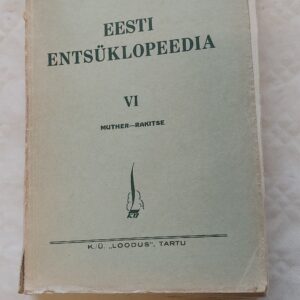 EESTI
ENTSÜKLOPEEDIA
VI
MUTHER—RAKITSE
K.Ü. „LOODUS", TARTU